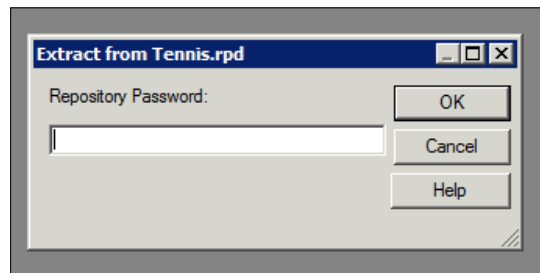 Extract from Tennis.rpd
Repository Password:
OK
Cancel
Help